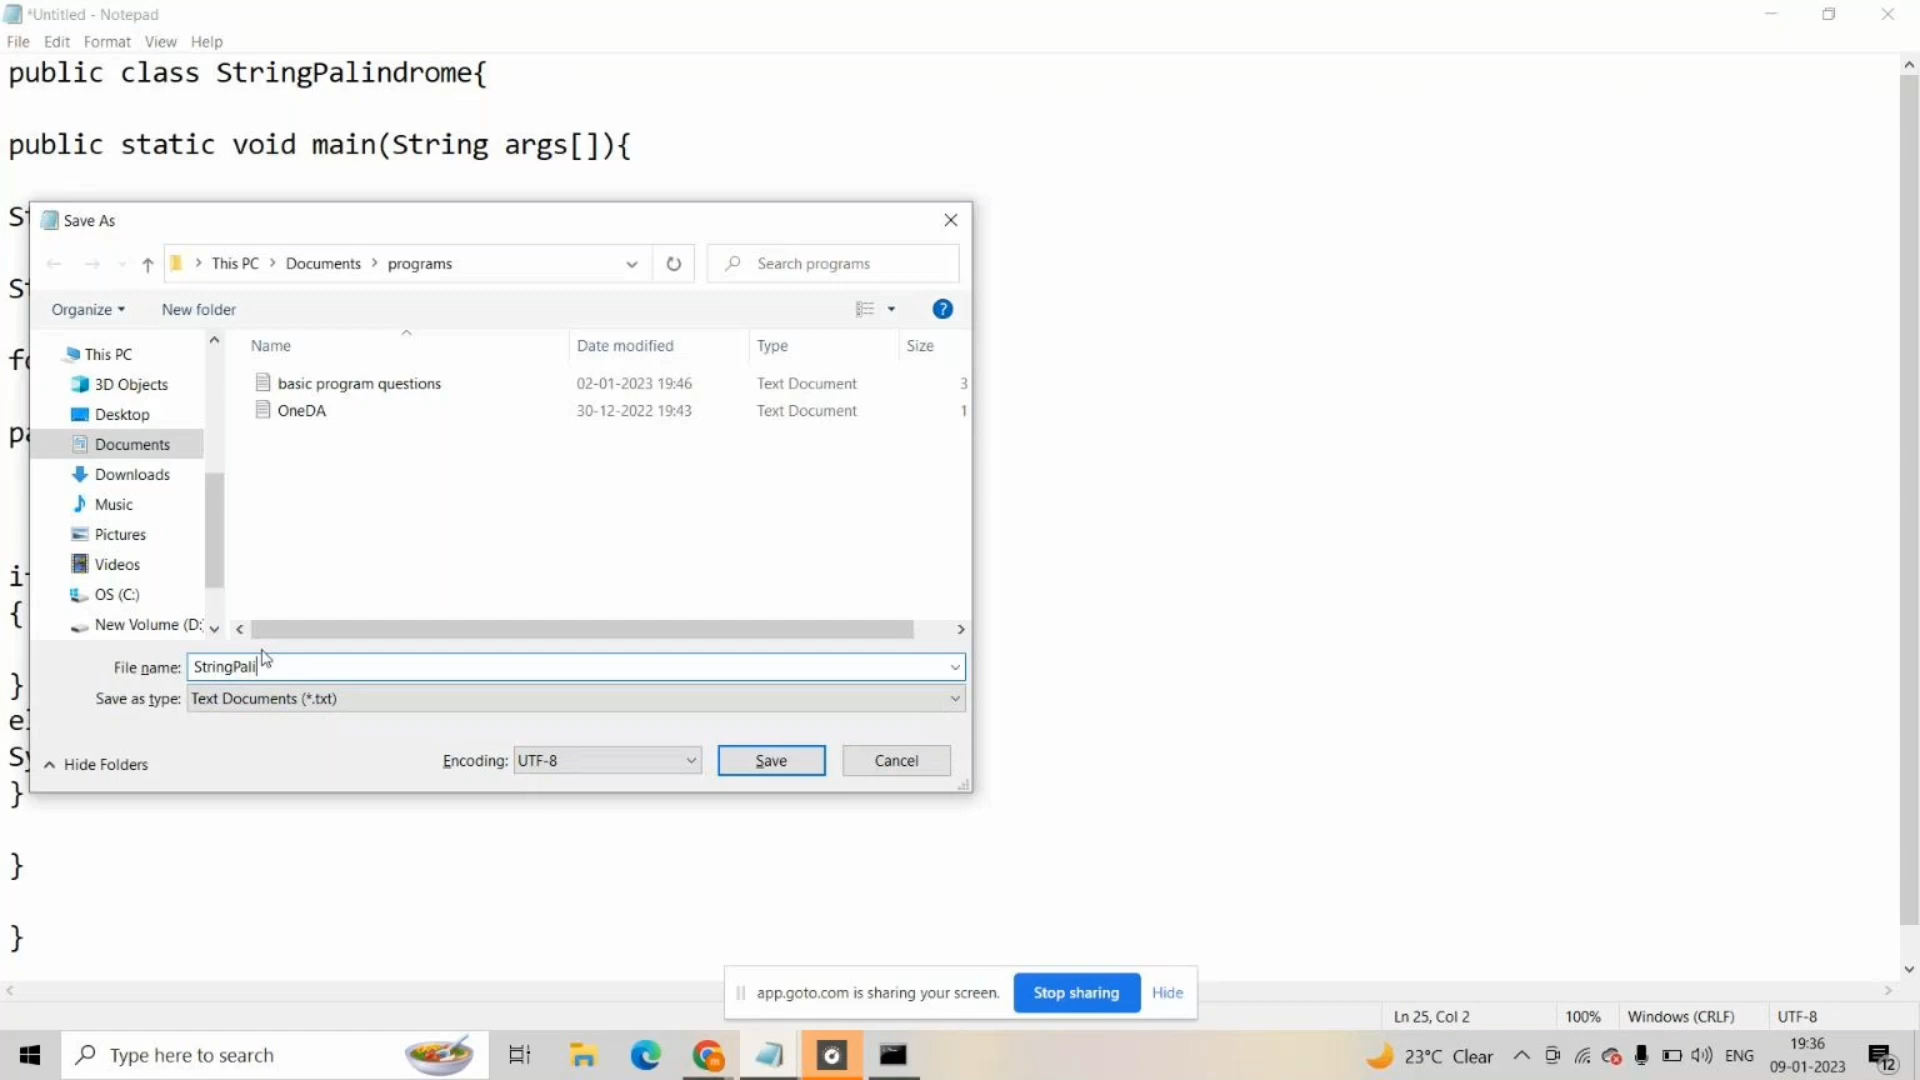 *Untitled - Notepad
File Edit Format View Help
public class StringPalindrome{
public static void main(String args[]){
Save As
This PC > Documents > programs
Search programs
Organize New folder
Name Date modified Type Size
This PC
3D Objects
Desktop
Documents
Downloads
Music
Pictures
Videos
OS (C:)
New Volume (D:
basic program questions 02-01-2023 19:46 Text Document 3
OneDA 30-12-2022 19:43 Text Document 1
File name: StringPali
Save as type: Text Documents (*.txt)
Hide Folders Encoding: UTF-8 Save Cancel
{
}
}
}
}
app.goto.com is sharing your screen. Stop sharing Hide
Ln 25, Col 2 100% Windows (CRLF) UTF-8
Type here to search
23°C Clear ENG 19:36
09-01-2023 12